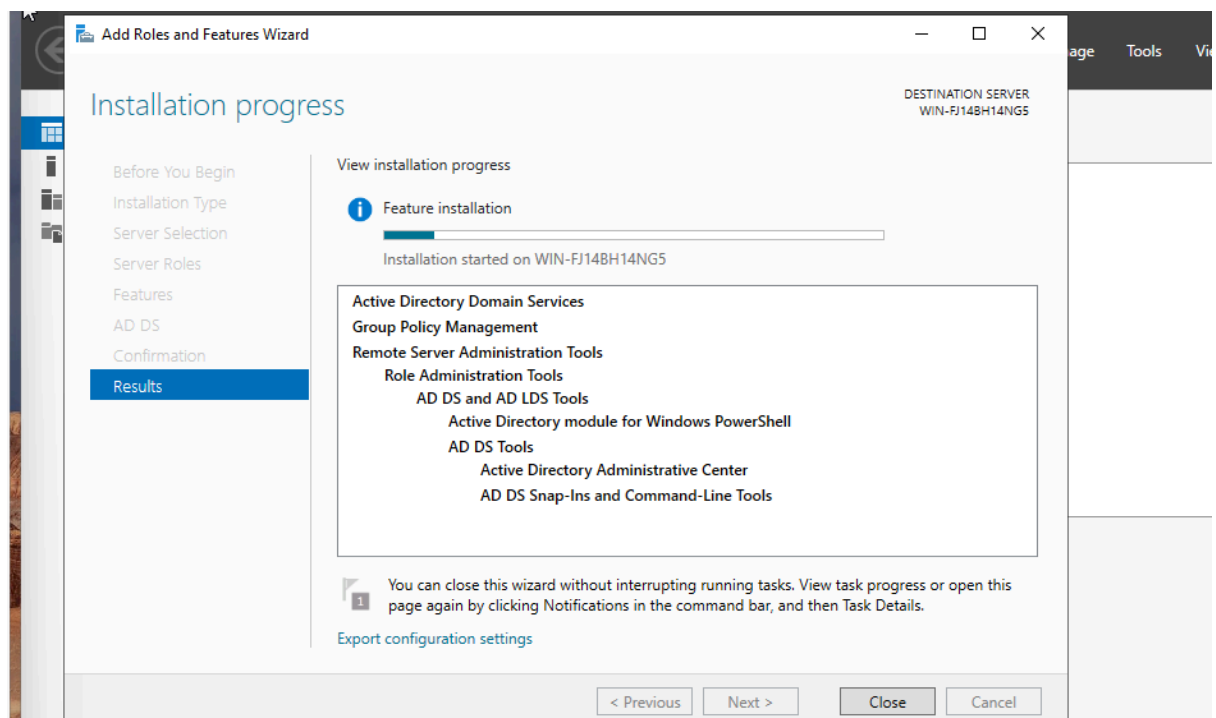 Add Roles and Features Wizard
age Tools
Installation progress
DESTINATION SERVER
WIN-FJ14BH14NG5
Before You Begin
Installation Type
Server Selection
Server Roles
Features
AD DS
Confirmation
Results
View installation progress
Feature installation
Installation started on WIN-FJ14BH14NG5
Active Directory Domain Services
Group Policy Management
Remote Server Administration Tools
Role Administration Tools
AD DS and AD LDS Tools
Active Directory module for Windows PowerShell
AD DS Tools
Active Directory Administrative Center
AD DS Snap-Ins and Command-Line Tools
1
You can close this wizard without interrupting running tasks. View task progress or open this
page again by clicking Notifications in the command bar, and then Task Details.
Export configuration settings
< Previous Next > Close Cancel